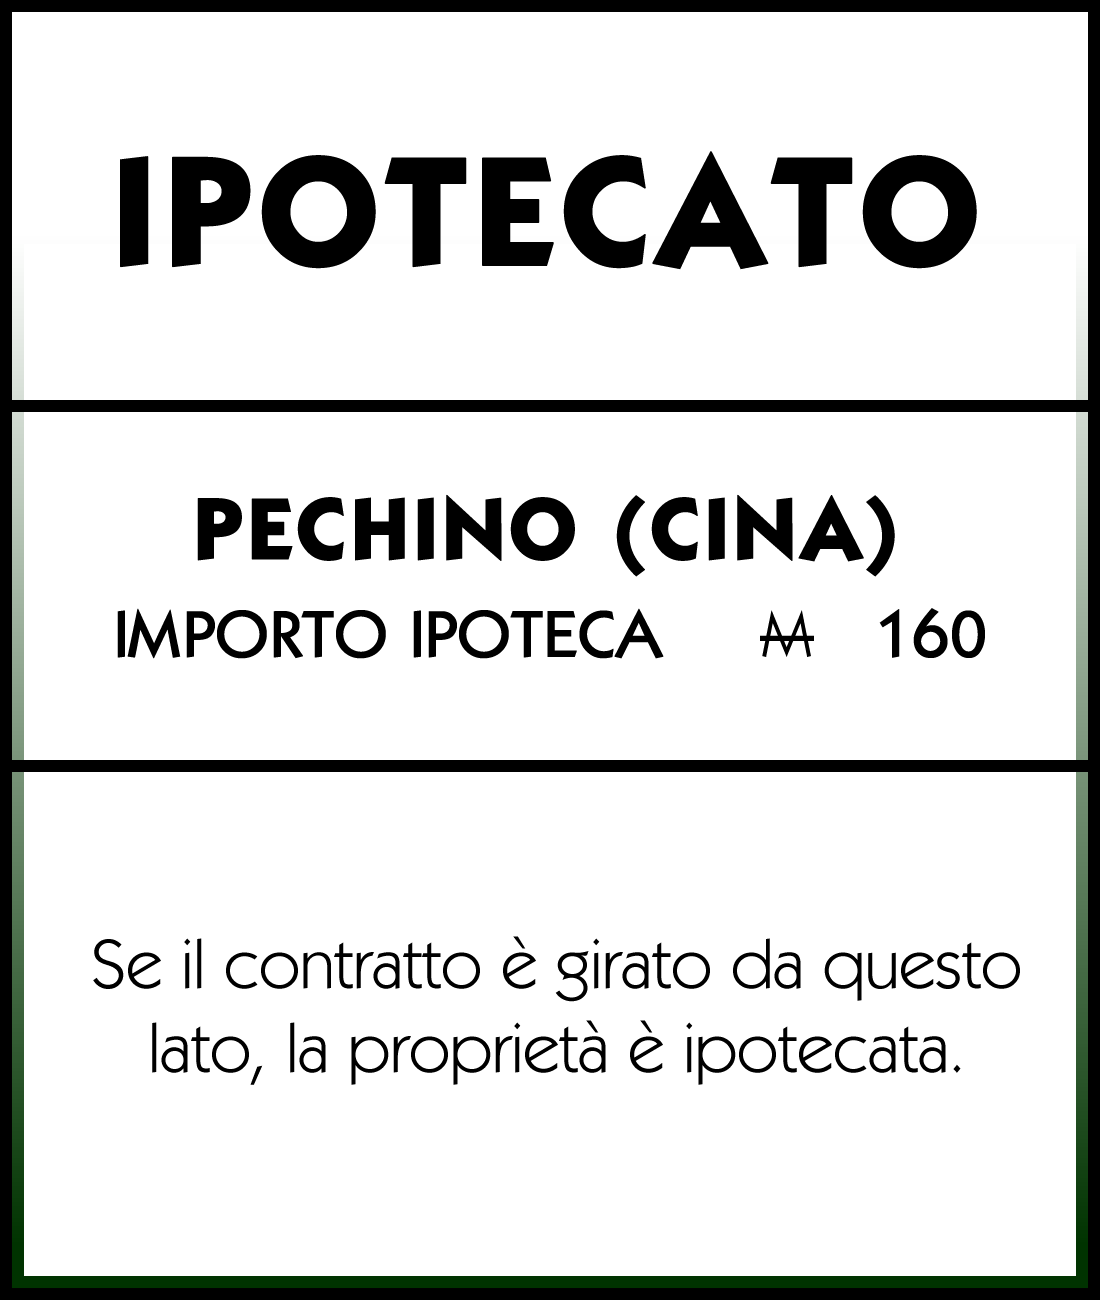 IPOTECATO
PECHINO (CINA)
IMPORTO IPOTECA M 160
Se il contratto è girato da questo
lato, la proprietà è ipotecata.